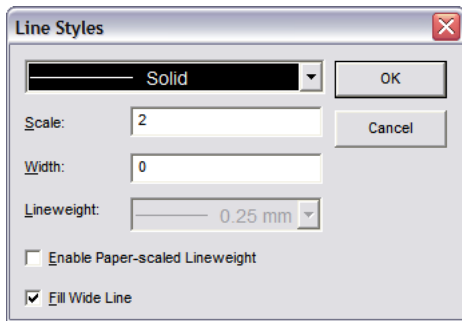 Line Styles
Solid
OK
Scale:
2
Cancel
Width:
0
Lineweight:
0.25 mm
Enable Paper-scaled Lineweight
Fill Wide Line